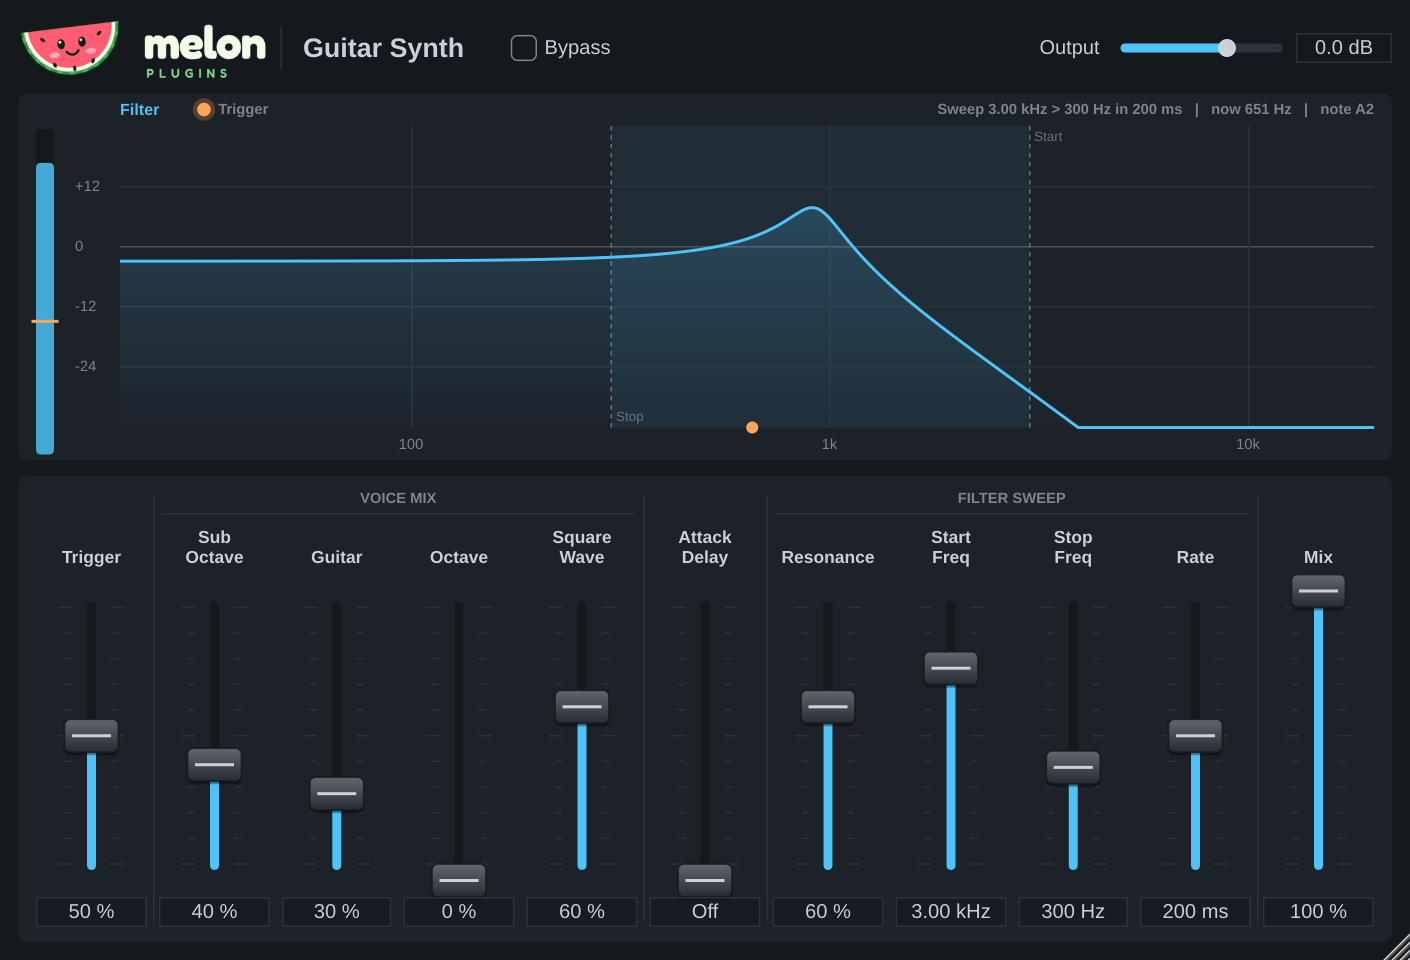 melon
PLUGINS
Guitar Synth
Bypass
Output
0.0 dB
Filter
Trigger
Sweep 3.00 kHz > 300 Hz in 200 ms | now 651 Hz | note A2
Start
+12
0
-12
-24
Stop
100
1k
10k
VOICE MIX
FILTER SWEEP
Trigger
Sub
Octave
Guitar
Octave
Square
Wave
Attack
Delay
Resonance
Start
Freq
Stop
Freq
Rate
Mix
50 %
40 %
30 %
0 %
60 %
Off
60 %
3.00 kHz
300 Hz
200 ms
100 %